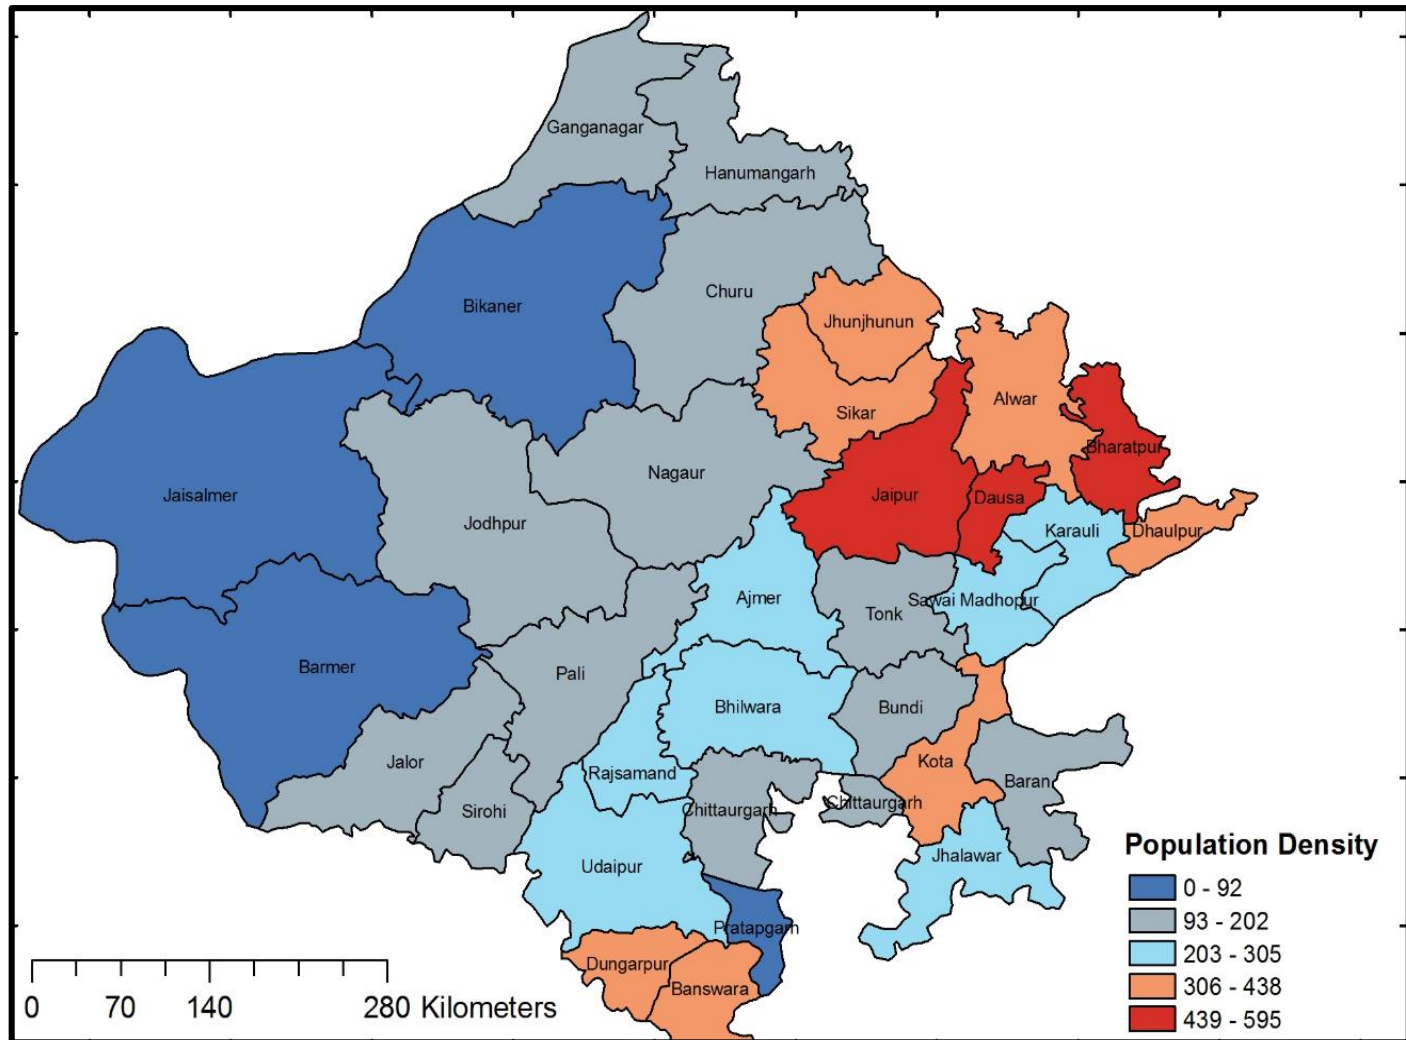 Ganganagar
Hanumangarh
Bikaner
Churu
Jhunjhunun
Sikar
Alwar
Bharatpur
Jaisalmer
Jodhpur
Nagaur
Jaipur
Dausa
Karauli
Dhaulpur
Ajmer
Tonk
Sawai Madhopur
Barmer
Pali
Bhilwara
Bundi
Jalor
Sirohi
Rajsamand
Chittaurgarh
Chittaurgarh
Kota
Baran
Udaipur
Jhalawar
Pratapgarh
Dungarpur
Banswara
Population Density
0 - 92
93 - 202
203 - 305
306 - 438
439 - 595
0 70 140 280 Kilometers